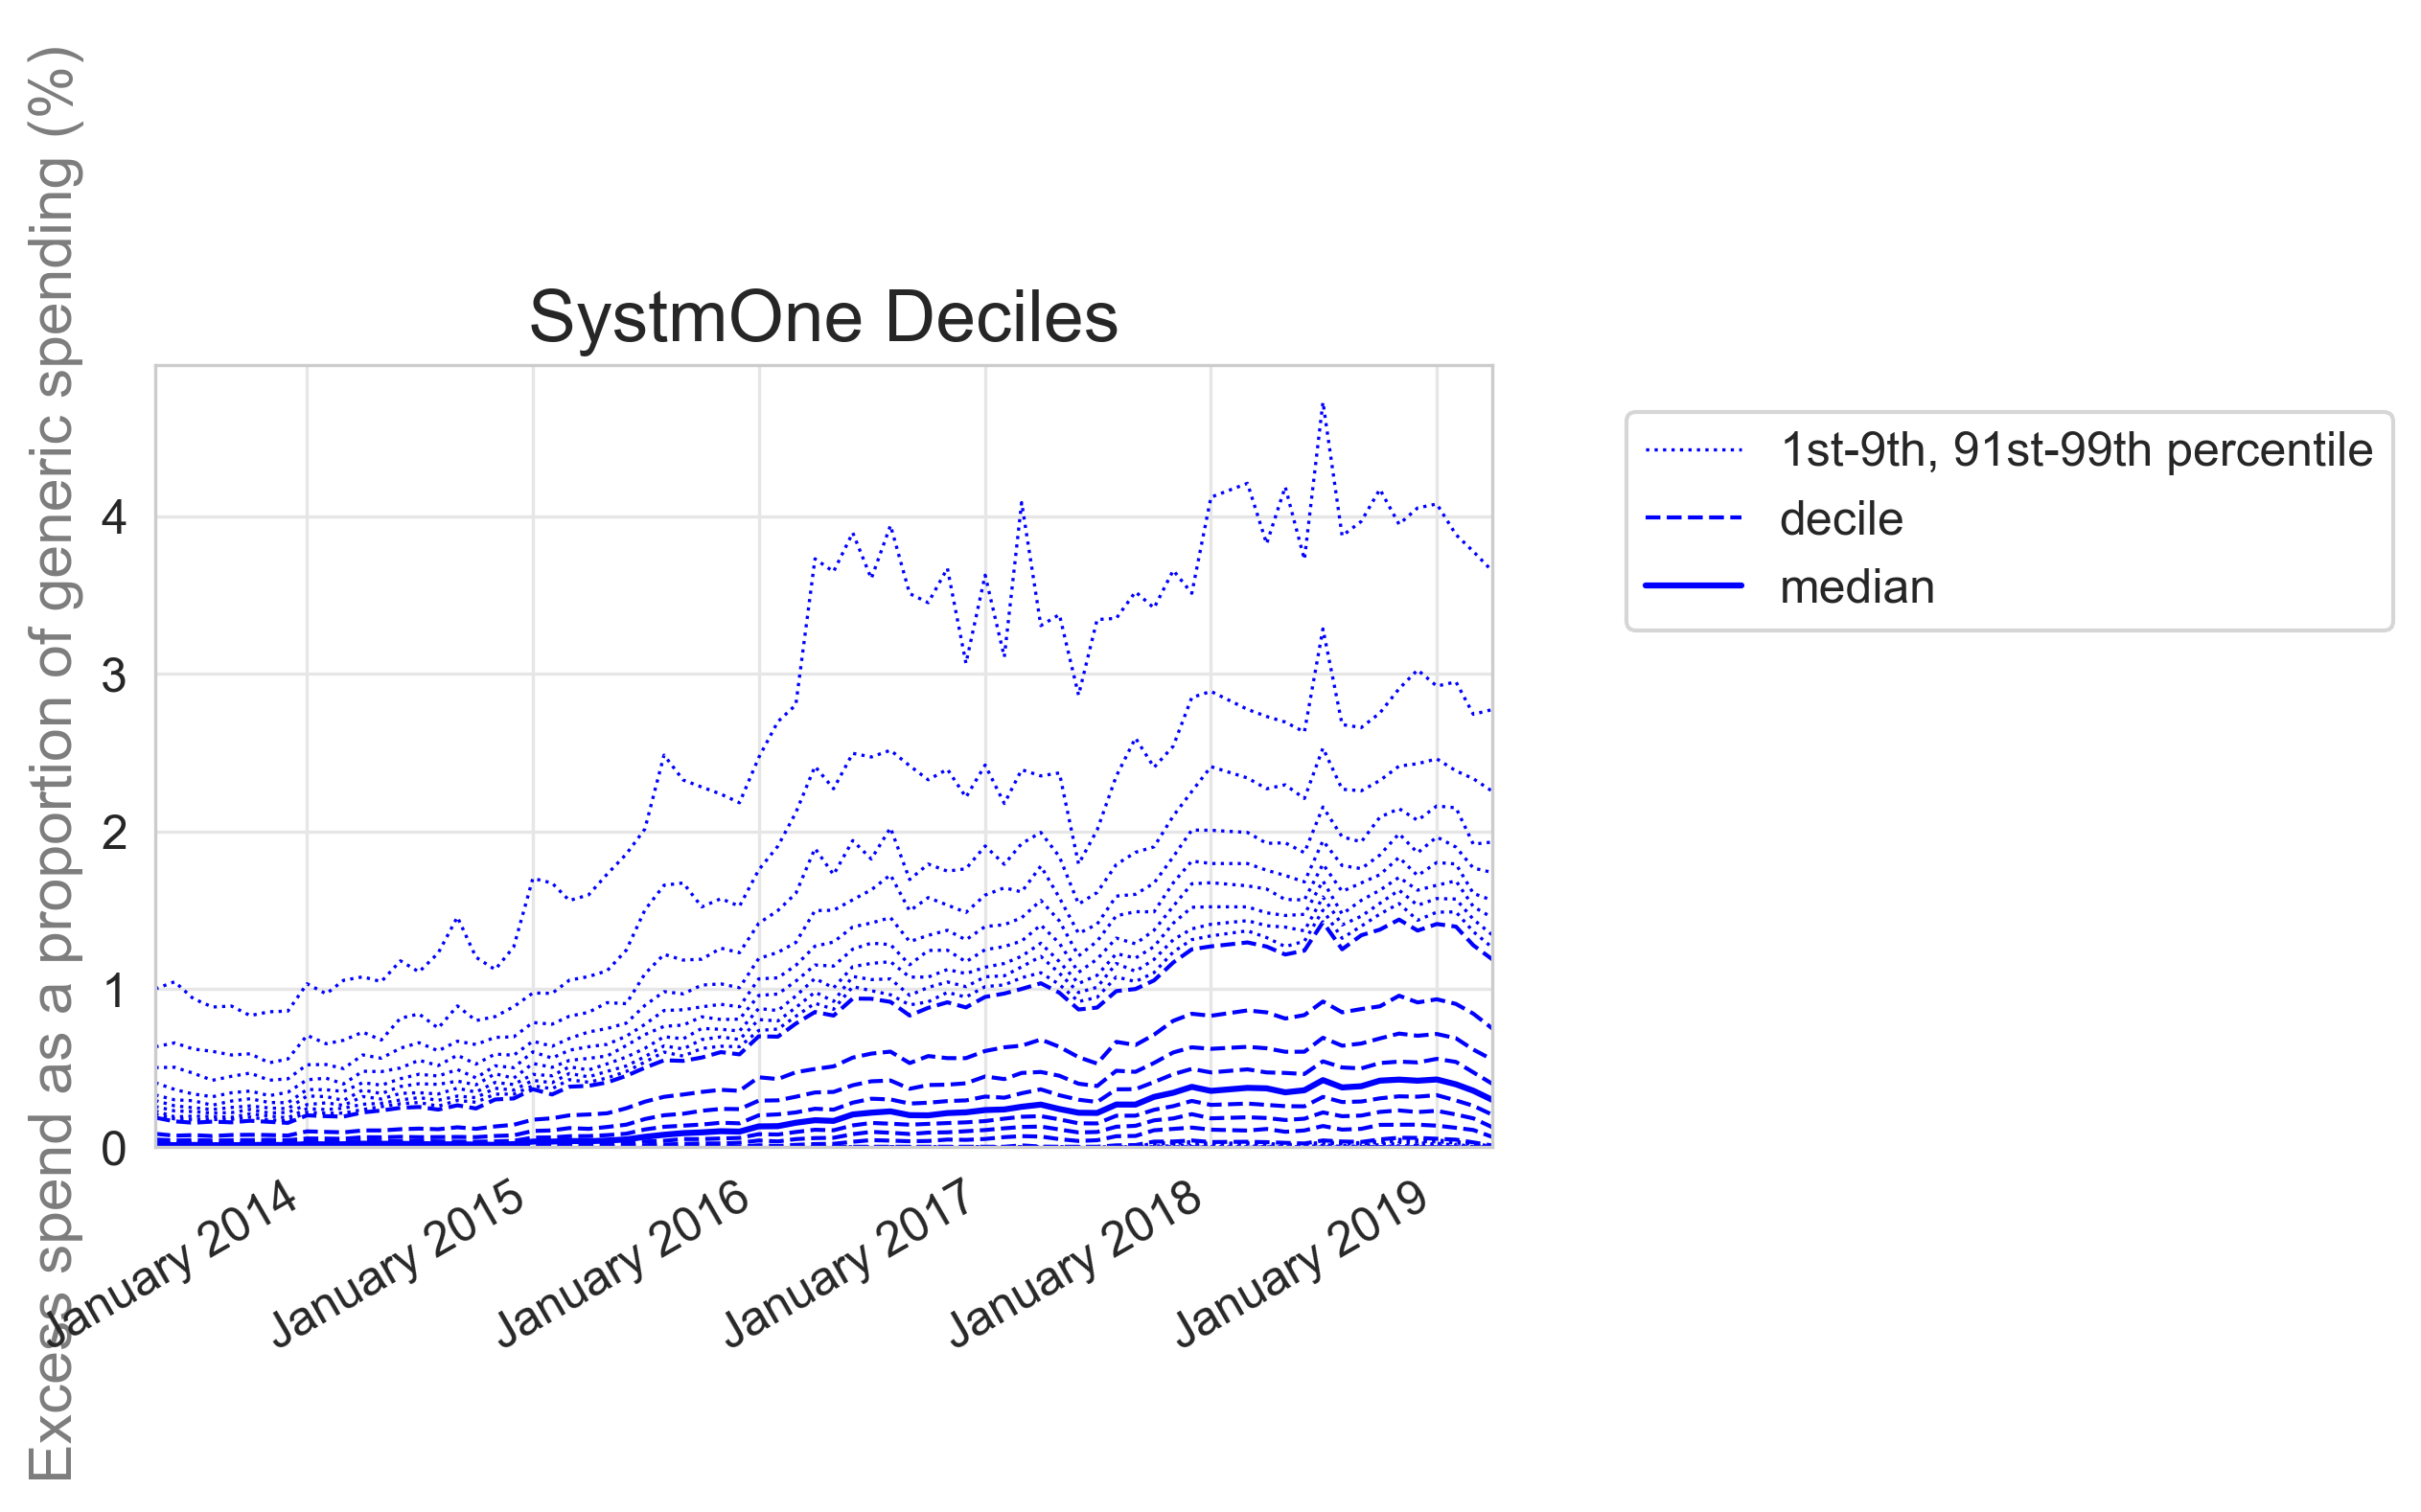 Excess spend as a proportion of generic spending (%)
SystmOne Deciles
4
3
2
1
0
January 2014
January 2015
January 2016
January 2017
January 2018
January 2019
1st-9th, 91st-99th percentile
decile
median